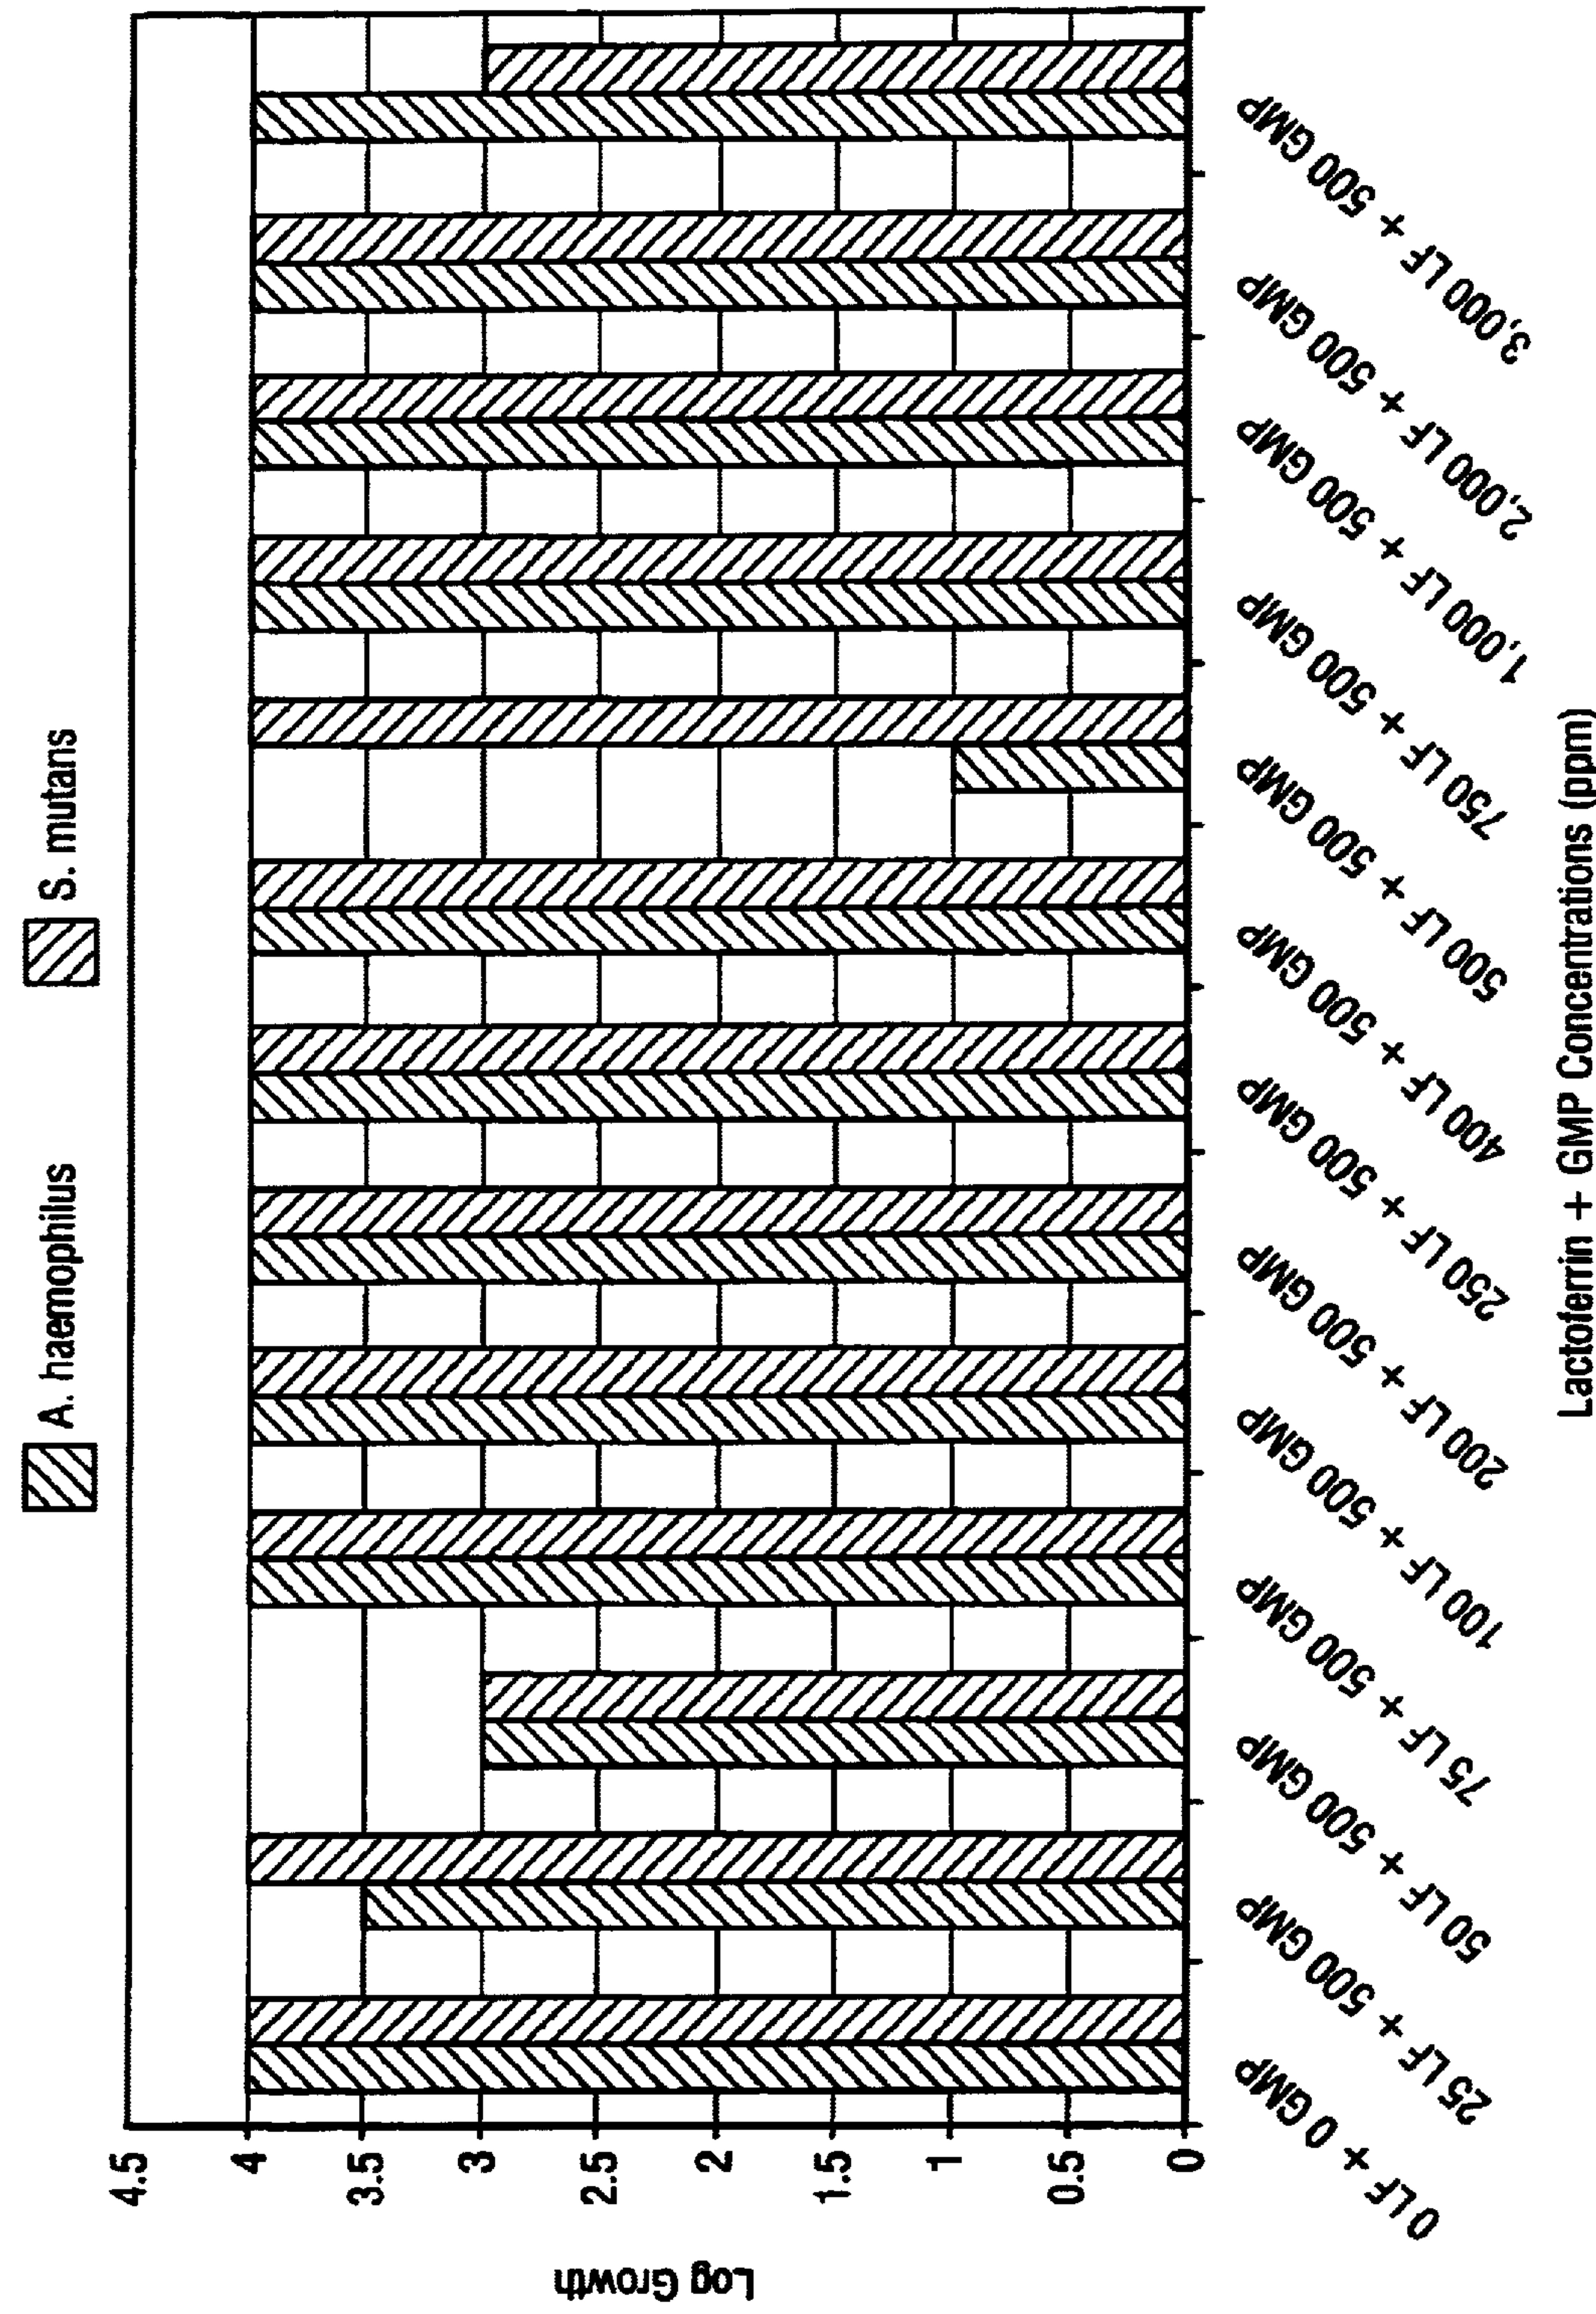 A. haemophilus
S. mutans
Log Growth
4.5
4
3.5
3
2.5
2
1.5
1
0.5
0
0 LF × 0 GMP
25 LF × 500 GMP
50 LF × 500 GMP
75 LF × 500 GMP
100 LF × 500 GMP
200 LF × 500 GMP
250 LF × 500 GMP
400 LF × 500 GMP
500 LF × 500 GMP
750 LF × 500 GMP
1,000 LF × 500 GMP
2,000 LF × 500 GMP
3,000 LF × 500 GMP
Lactoferrin + GMP Concentrations (ppm)